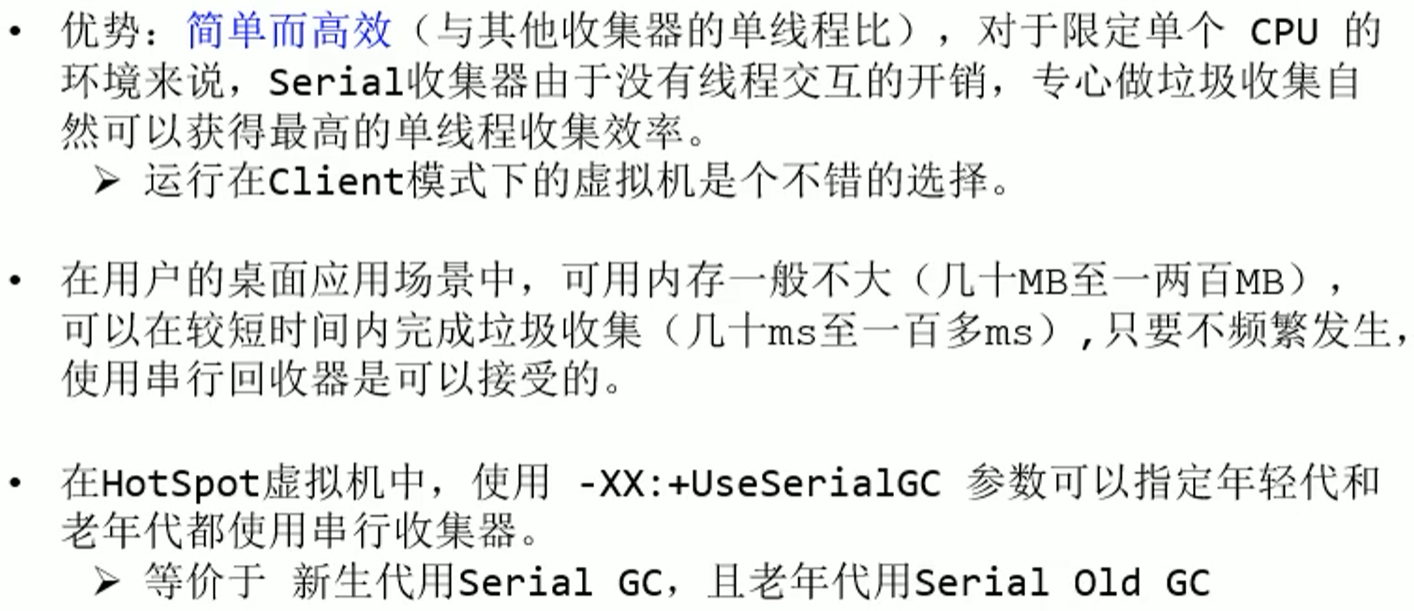 • 优势：简单而高效（与其他收集器的单线程比），对于限定单个 CPU 的
环境来说，Serial收集器由于没有线程交互的开销，专心做垃圾收集自
然可以获得最高的单线程收集效率。
➢ 运行在Client模式下的虚拟机是个不错的选择。
• 在用户的桌面应用场景中，可用内存一般不大（几十MB至一两百MB），
可以在较短时间内完成垃圾收集（几十ms至一百多ms）,只要不频繁发生，
使用串行回收器是可以接受的。
• 在HotSpot虚拟机中，使用 -XX:+UseSerialGC 参数可以指定年轻代和
老年代都使用串行收集器。
➢ 等价于 新生代用Serial GC，且老年代用Serial Old GC